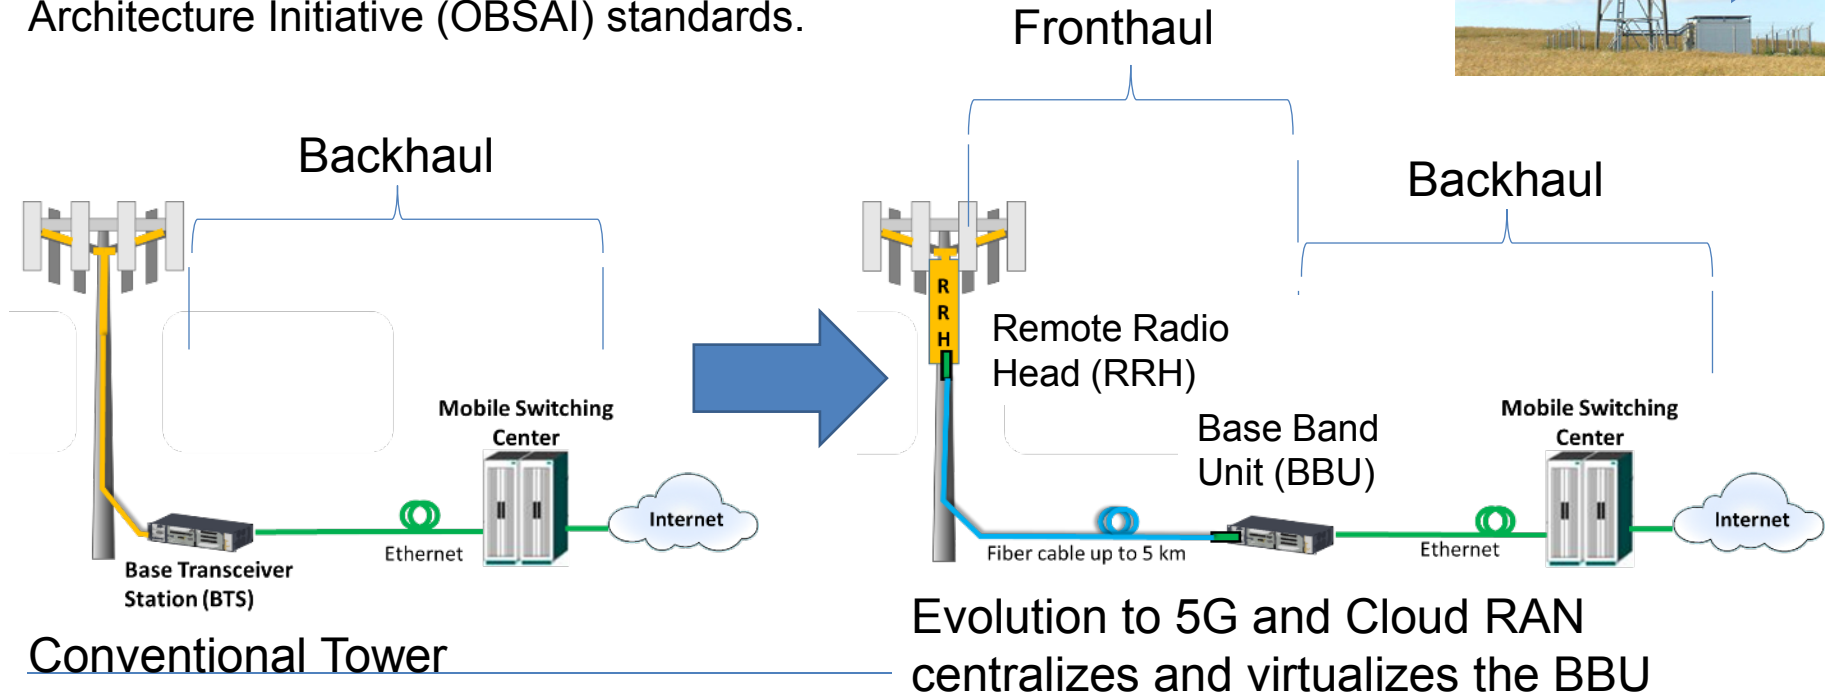 Architecture Initiative (OBSAI) standards.
Fronthaul
Backhaul
Backhaul
R
R
H
Remote Radio
Head (RRH)
Mobile Switching
Center
Base Band
Unit (BBU)
Mobile Switching
Center
Internet
Internet
Ethernet
Fiber cable up to 5 km
Ethernet
Base Transceiver
Station (BTS)
Conventional Tower
Evolution to 5G and Cloud RAN
centralizes and virtualizes the BBU